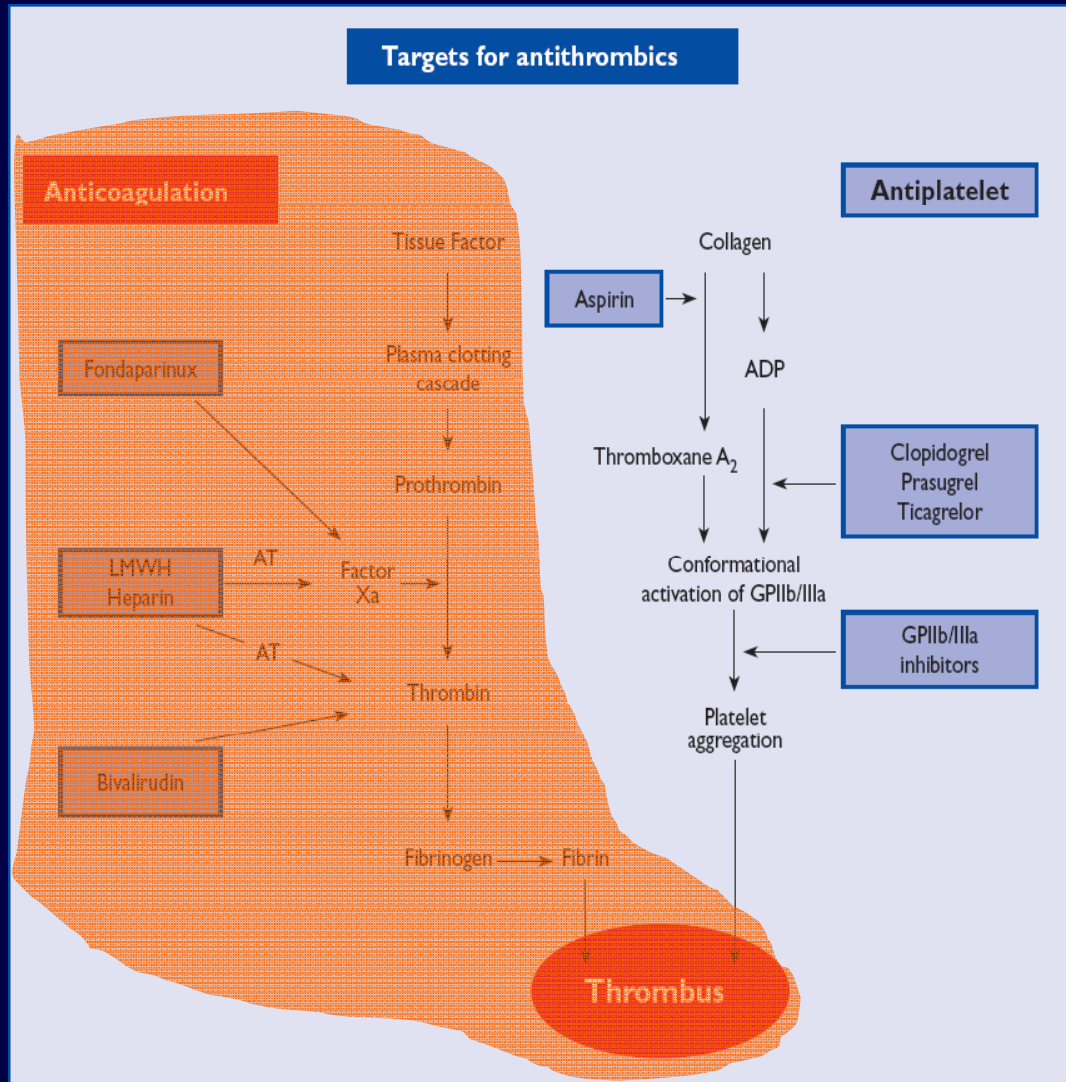 Targets for antithrombics
Anticoagulation
Antiplatelet
Tissue Factor
Collagen
Aspirin
Fondaparinux
Plasma clotting
cascade
ADP
Thromboxane A2
Clopidogrel
Prasugrel
Ticagrelor
Prothrombin
LMWH
Heparin
AT
Factor
Xa
Conformational
activation of GPIIb/IIIa
AT
GPIIb/IIIa
inhibitors
Thrombin
Platelet
aggregation
Bivalirudin
Fibrinogen
Fibrin
Thrombus